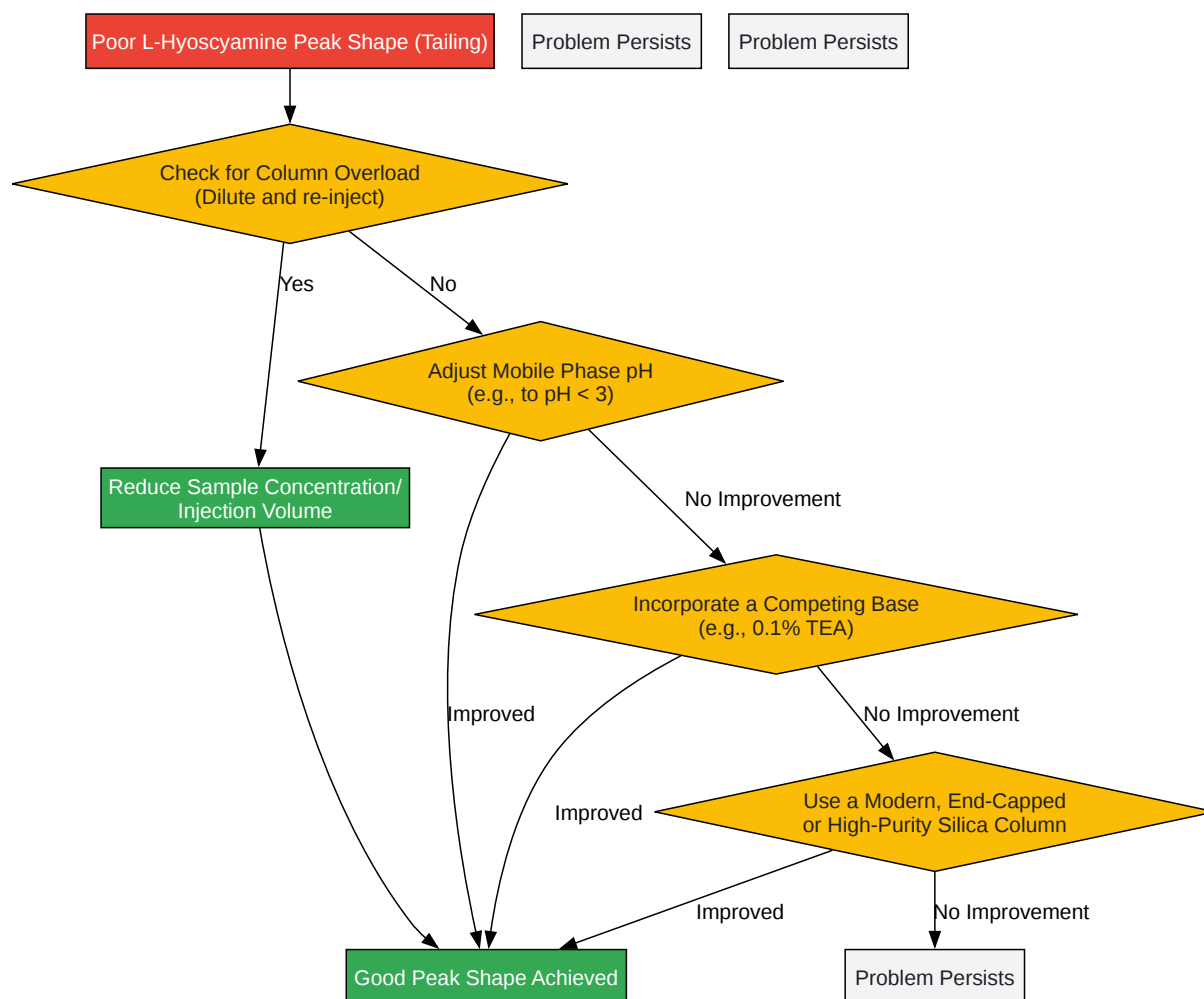 Poor L-Hyoscyamine Peak Shape (Tailing)
Problem Persists
Problem Persists
Check for Column Overload
(Dilute and re-inject)
Yes
No
Adjust Mobile Phase pH
(e.g., to pH < 3)
Reduce Sample Concentration/
Injection Volume
No Improvement
Incorporate a Competing Base
(e.g., 0.1% TEA)
Improved
No Improvement
Improved
Use a Modern, End-Capped
or High-Purity Silica Column
Improved
No Improvement
Good Peak Shape Achieved
Problem Persists